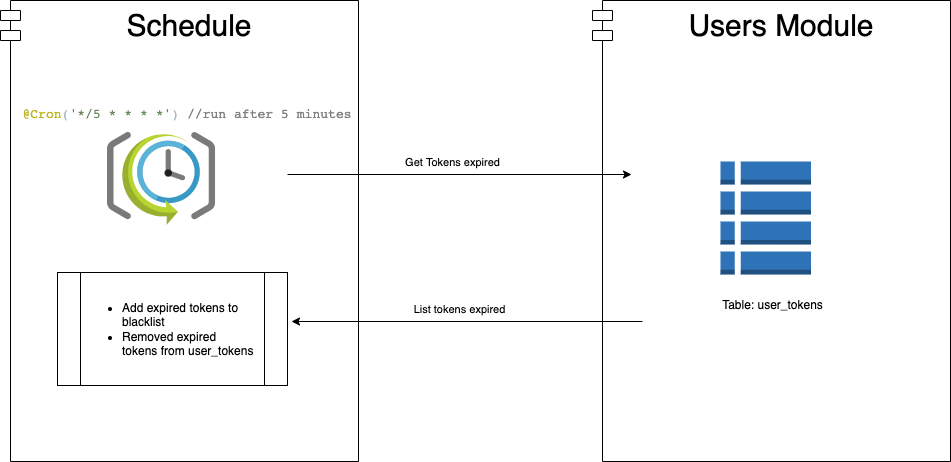 Schedule
Users Module
@Cron('*/5 * * * *') //run after 5 minutes
Get Tokens expired
Table: user_tokens
List tokens expired
• Add expired tokens to
blacklist
• Removed expired
tokens from user_tokens